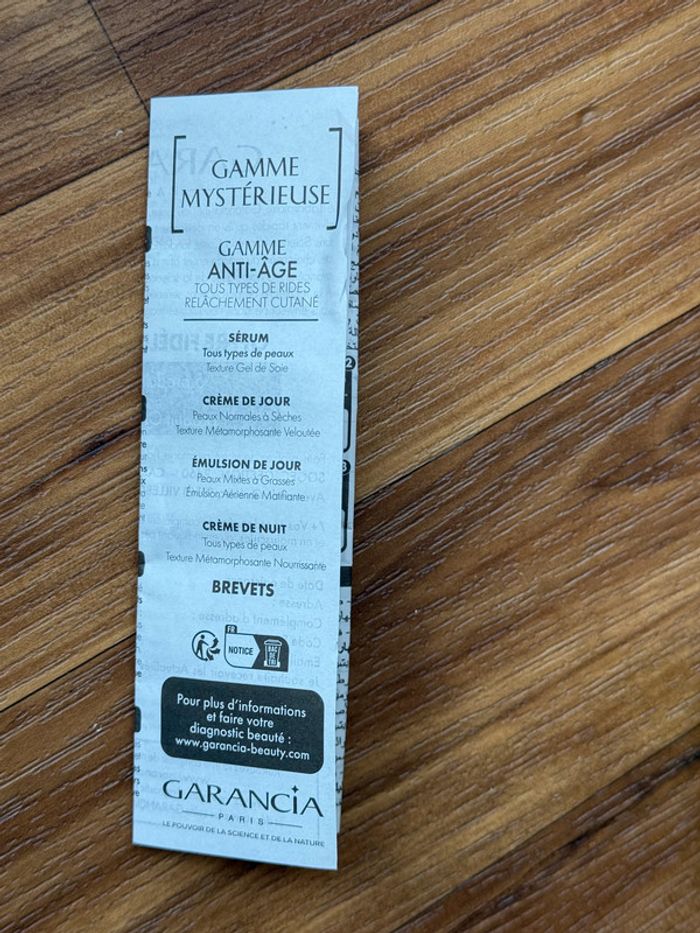 GAMME
MYSTÉRIEUSE
GAMME
ANTI-ÂGE
TOUS TYPES DE RIDES
RELÂCHEMENT CUTANÉ
SÉRUM
Tous types de peaux
Texture Gel de Soie
CRÈME DE JOUR
Peaux Normales à Sèches
Texture Métamorphosante Veloutée
ÉMULSION DE JOUR
Peaux Mixtes à Grasses
Emulsion Aérienne Matifiante
CRÈME DE NUIT
Tous types de peaux
Texture Métamorphosante Nourrissante
BREVETS
FR
NOTICE
BAC
DE
TRI
Pour plus d'informations
et faire votre
diagnostic beauté :
www.garancia-beauty.com
GARANCIA
PARIS
LE POUVOIR DE LA SCIENCE ET DE LA NATURE
2
3